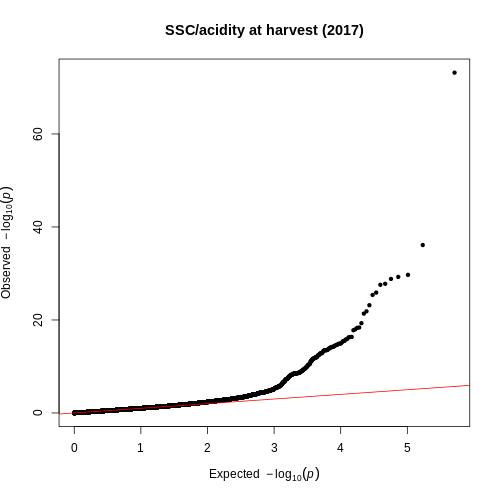 SSC/acidity at harvest (2017)
Observed −log10(p)
60
40
20
0
0 1 2 3 4 5
Expected −log10(p)